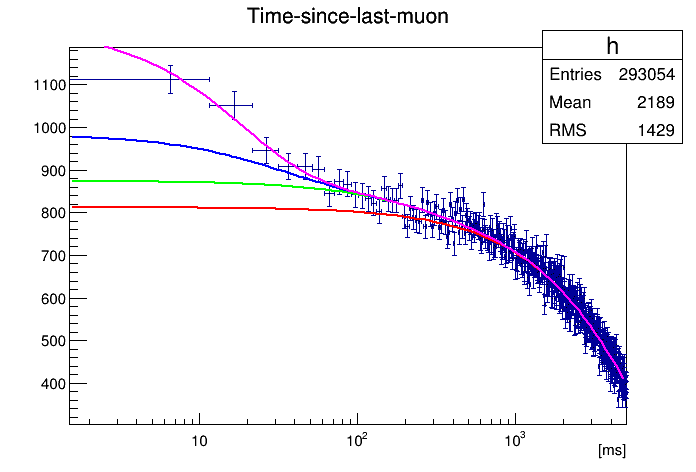 Time-since-last-muon
h
Entries 293054
Mean 2189
RMS 1429
1100
1000
900
800
700
600
500
400
10
10²
10³
[ms]